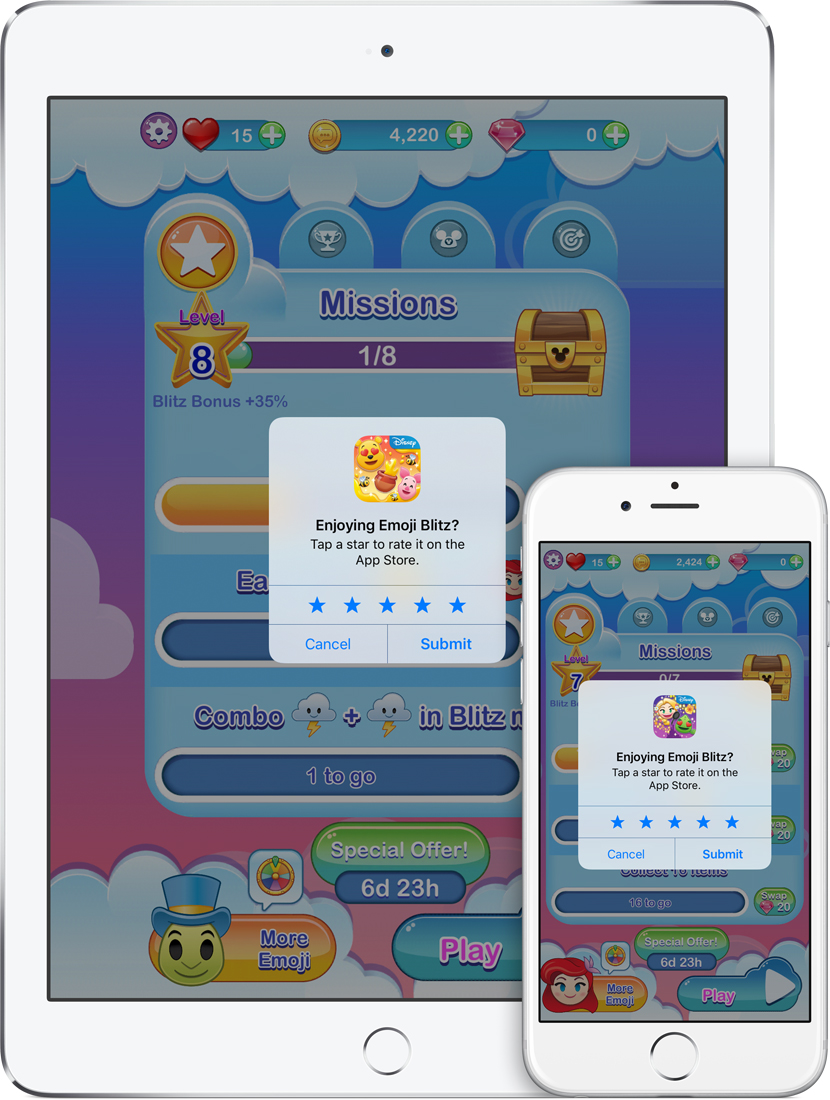 15
4,220
0
Missions
Level
8
1/8
Blitz Bonus +35%
Disney
Enjoying Emoji Blitz?
Tap a star to rate it on the
App Store.
Cancel
Submit
Ea
Combo + in Blitz m
1 to go
Special Offer!
6d 23h
More
Emoji
Play
15
2,424
0
Missions
Level
7
0/7
Blitz B
Disney
Enjoying Emoji Blitz?
Tap a star to rate it on the
App Store.
Cancel
Submit
wap
20
wap
20
Collect 16 Items
16 to go
Swap
20
Special Offer!
6d 23h
More
Emoji
Play